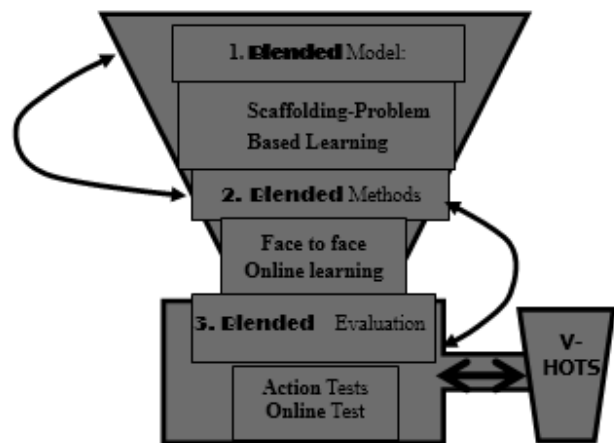 1. Blended Model:
Scaffolding-Problem
Based Learning
2. Blended Methods
Face to face
Online learning
3. Blended Evaluation
Action Tests
Online Test
V-
HOTS